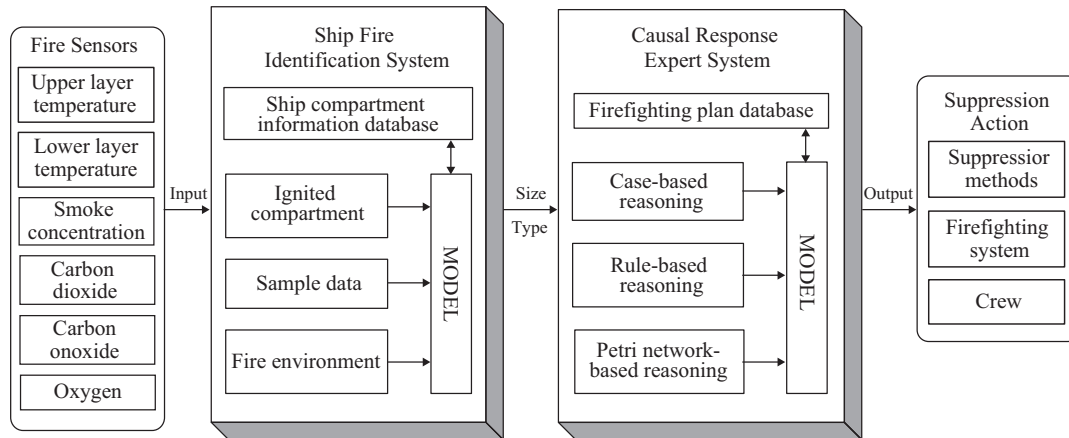 Fire Sensors
Upper layer
temperature
Lower layer
temperature
Smoke
concentration
Carbon
dioxide
Carbon
onoxide
Oxygen
Input
Ship Fire
Identification System
Ship compartment
information database
Ignited
compartment
Sample data
Fire environment
MODEL
Size
Type
Causal Response
Expert System
Firefighting plan database
Case-based
reasoning
Rule-based
reasoning
Petri network-
based reasoning
MODEL
Output
Suppression
Action
Suppressior
methods
Firefighting
system
Crew